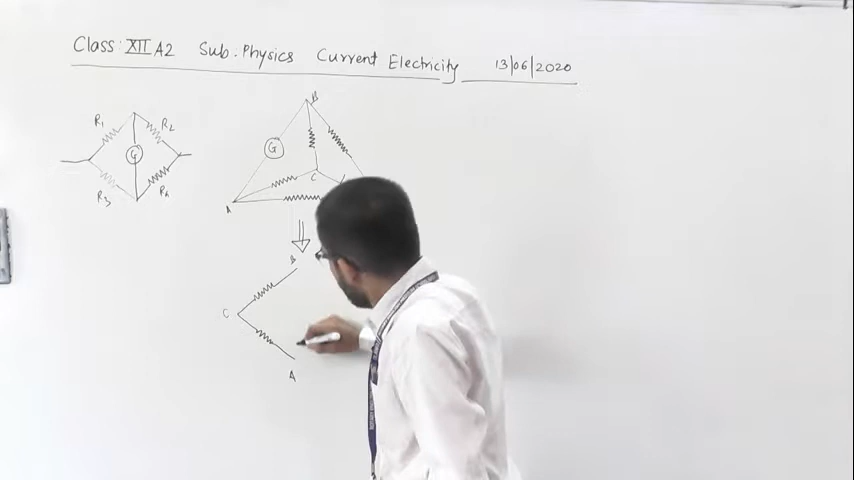 Class: XII A2 Sub. Physics Current Electricity 13/06/2020
B
R1 R2
G G
C
R3 R4
A
B
C
A